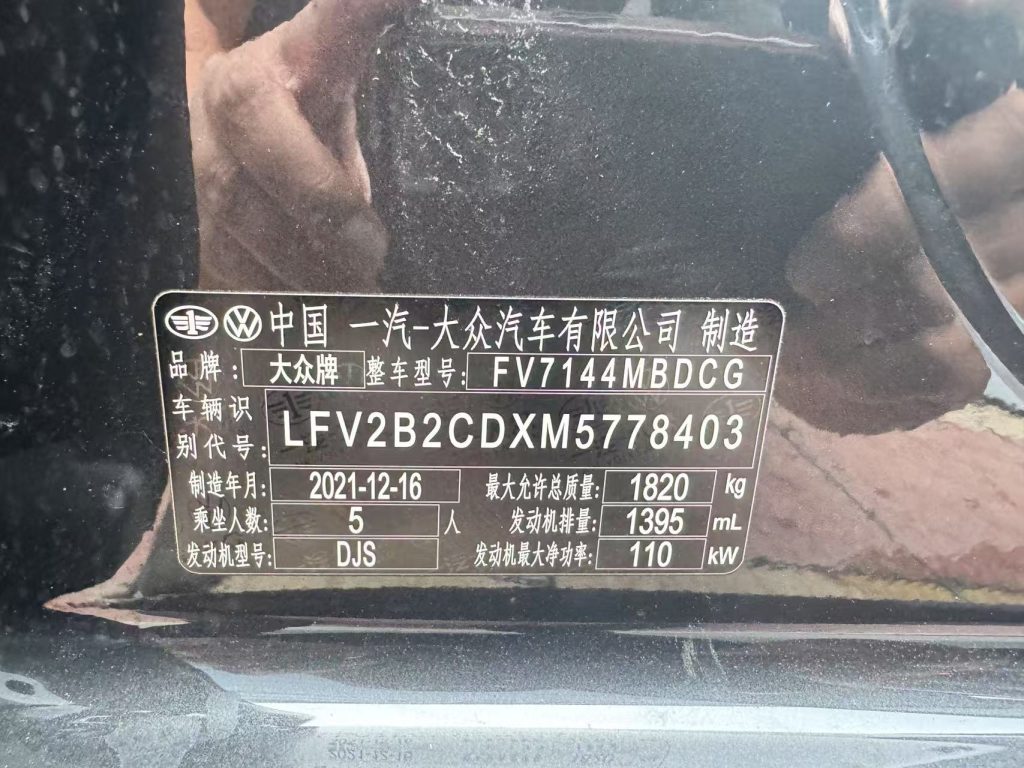 中国 一汽-大众汽车有限公司 制造
品牌: 大众牌 整车型号: FV7144MBDCG
车辆识别代号: LFV2B2CDXM5778403
制造年月: 2021-12-16 最大允许总质量: 1820 kg
乘坐人数: 5 人 发动机排量: 1395 mL
发动机型号: DJS 发动机最大净功率: 110 kW